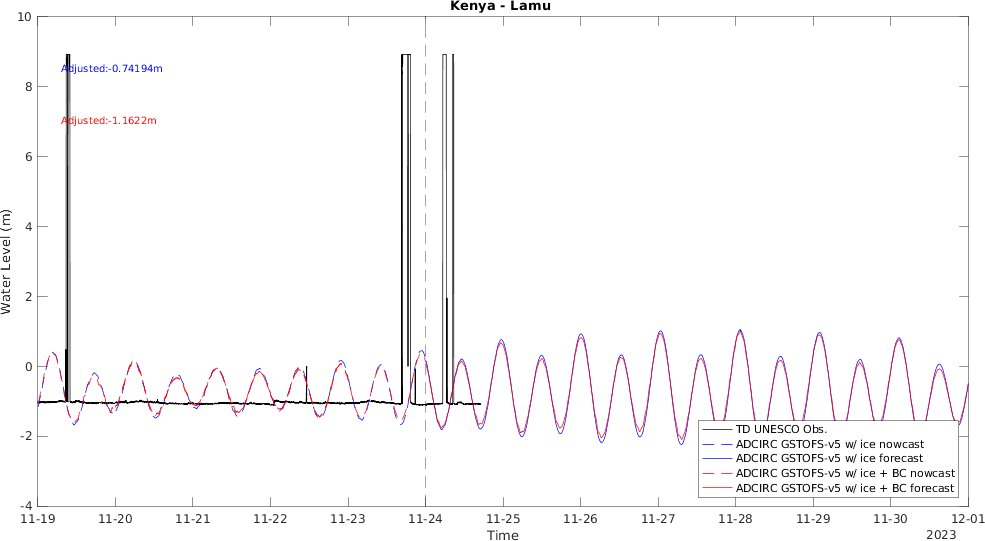 Kenya - Lamu
10
8
6
4
2
0
-2
-4
Water Level (m)
Adjusted:-0.74194m
Adjusted:-1.1622m
TD UNESCO Obs.
ADCIRC GSTOFS-v5 w/ ice nowcast
ADCIRC GSTOFS-v5 w/ ice forecast
ADCIRC GSTOFS-v5 w/ ice + BC nowcast
ADCIRC GSTOFS-v5 w/ ice + BC forecast
11-19 11-20 11-21 11-22 11-23 11-24 11-25 11-26 11-27 11-28 11-29 11-30 12-01
Time
2023